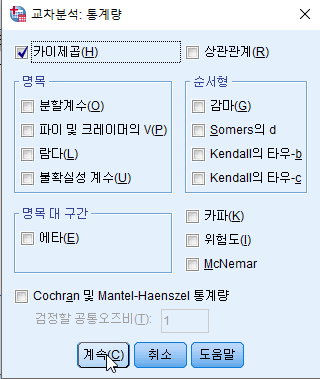 교차분석: 통계량
카이제곱(H)
상관관계(R)
명목
분할계수(O)
파이 및 크레이머의 V(P)
람다(L)
불확실성 계수(U)
순서형
감마(G)
Somers의 d
Kendall의 타우-b
Kendall의 타우-c
명목 대 구간
에타(E)
카파(K)
위험도(I)
McNemar
Cochran 및 Mantel-Haenszel 통계량
검정할 공통오즈비(T): 1
계속(C) 취소 도움말